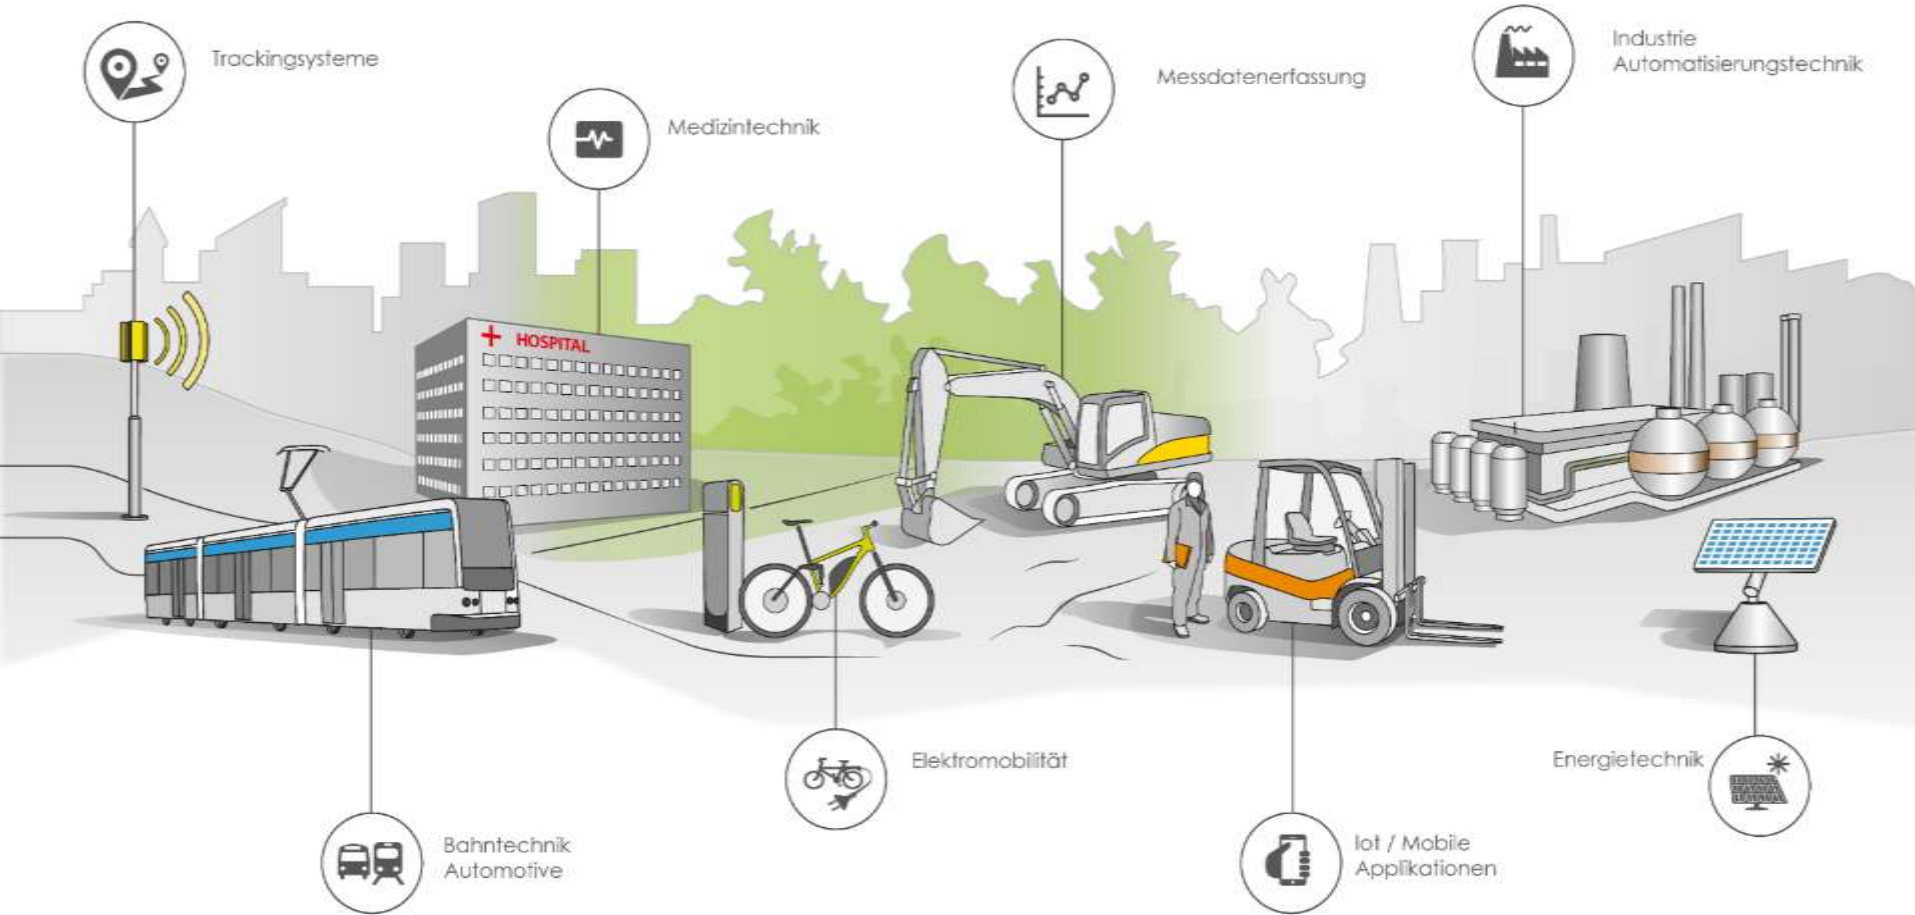 Trackingsysteme
Medizintechnik
Messdatenerfassung
Industrie
Automatisierungstechnik
HOSPITAL
Elektromobilität
Energietechnik
Bahntechnik
Automotive
Iot / Mobile
Applikationen